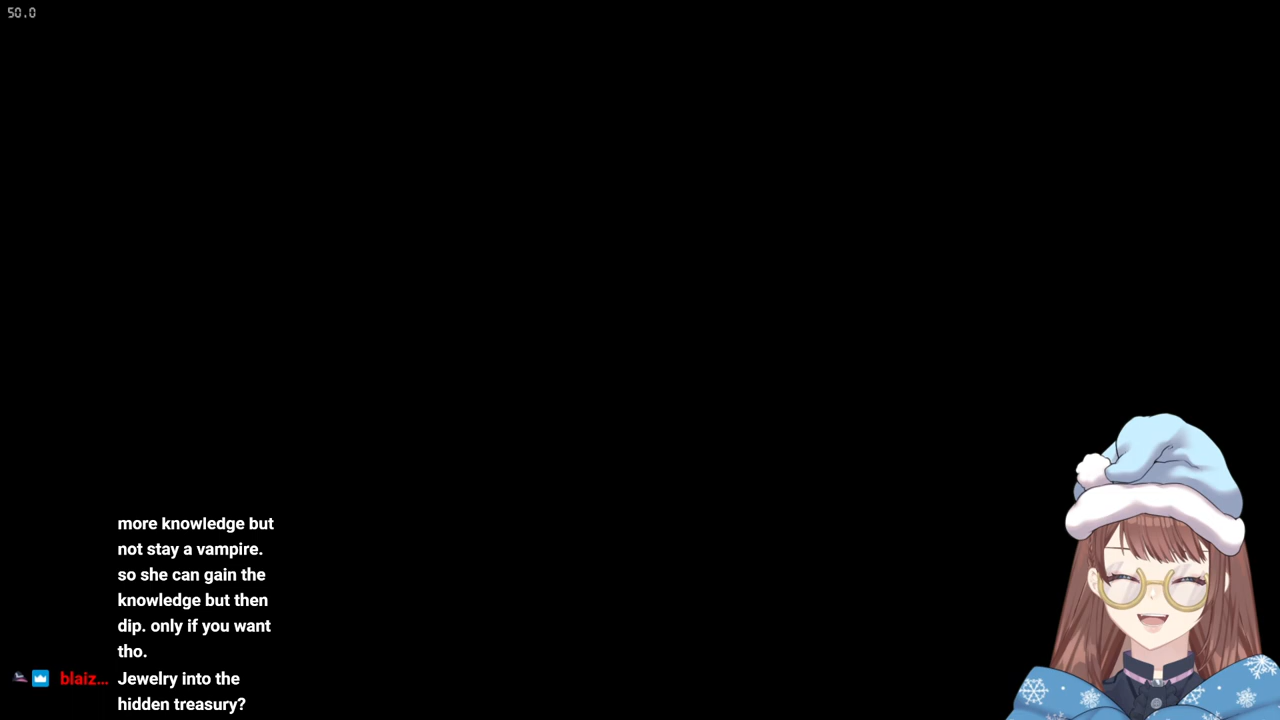 50.0
more knowledge but
not stay a vampire.
so she can gain the
knowledge but then
dip. only if you want
tho.
blaiz... Jewelry into the
hidden treasury?